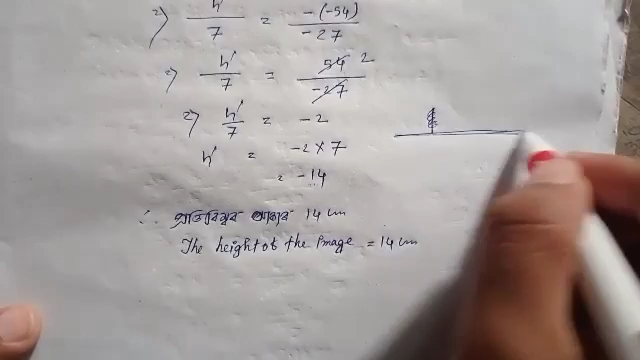 =) h'/7 = -(-54)/-27
=) h'/7 = 54/-27 2
=) h'/7 = -2
h' = -2 × 7
= -14
∴ প্রতিবিম্বৰ আকাৰ 14 cm
The height of the Image = 14 cm